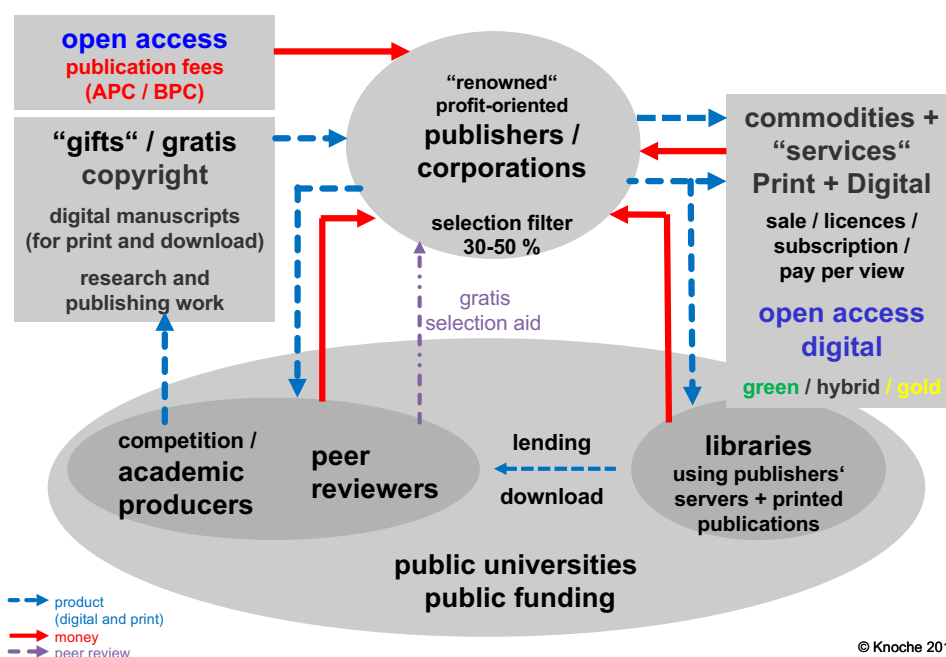 open access
publication fees
(APC / BPC)
“gifts“ / gratis
copyright
digital manuscripts
(for print and download)
research and
publishing work
“renowned“
profit-oriented
publishers /
corporations
selection filter
30-50 %
gratis
selection aid
commodities +
“services“
Print + Digital
sale / licences /
subscription /
pay per view
open access
digital
green / hybrid / gold
competition /
academic
producers
peer
reviewers
lending
download
libraries
using publishers‘
servers + printed
publications
public universities
public funding
product
(digital and print)
money
peer review
© Knoche 201